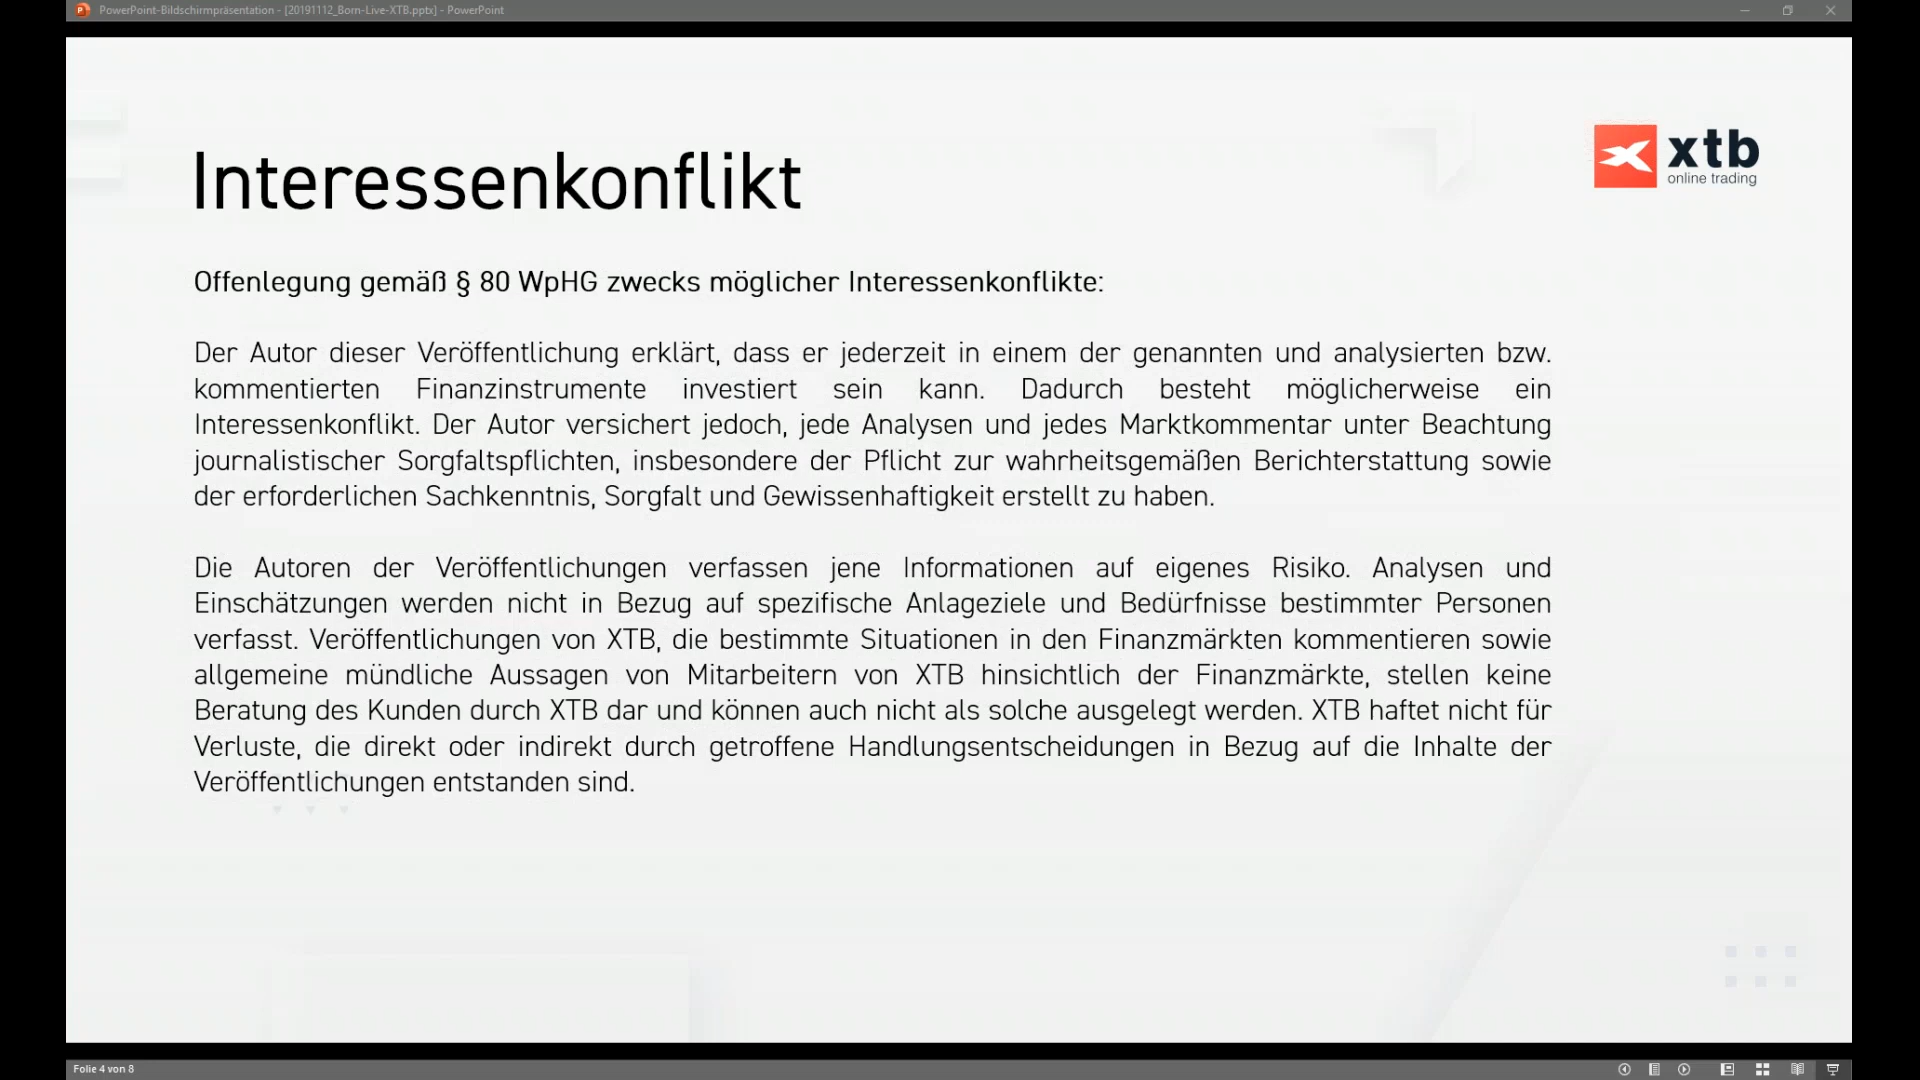 PowerPoint-Bildschirmpräsentation - [20191112_Born-Live-XTB.pptx] - PowerPoint
xtb
online trading
Interessenkonflikt
Offenlegung gemäß § 80 WpHG zwecks möglicher Interessenkonflikte:
Der Autor dieser Veröffentlichung erklärt, dass er jederzeit in einem der genannten und analysierten bzw.
kommentierten Finanzinstrumente investiert sein kann. Dadurch besteht möglicherweise ein
Interessenkonflikt. Der Autor versichert jedoch, jede Analysen und jedes Marktkommentar unter Beachtung
journalistischer Sorgfaltspflichten, insbesondere der Pflicht zur wahrheitsgemäßen Berichterstattung sowie
der erforderlichen Sachkenntnis, Sorgfalt und Gewissenhaftigkeit erstellt zu haben.
Die Autoren der Veröffentlichungen verfassen jene Informationen auf eigenes Risiko. Analysen und
Einschätzungen werden nicht in Bezug auf spezifische Anlageziele und Bedürfnisse bestimmter Personen
verfasst. Veröffentlichungen von XTB, die bestimmte Situationen in den Finanzmärkten kommentieren sowie
allgemeine mündliche Aussagen von Mitarbeitern von XTB hinsichtlich der Finanzmärkte, stellen keine
Beratung des Kunden durch XTB dar und können auch nicht als solche ausgelegt werden. XTB haftet nicht für
Verluste, die direkt oder indirekt durch getroffene Handlungsentscheidungen in Bezug auf die Inhalte der
Veröffentlichungen entstanden sind.
Folie 4 von 8